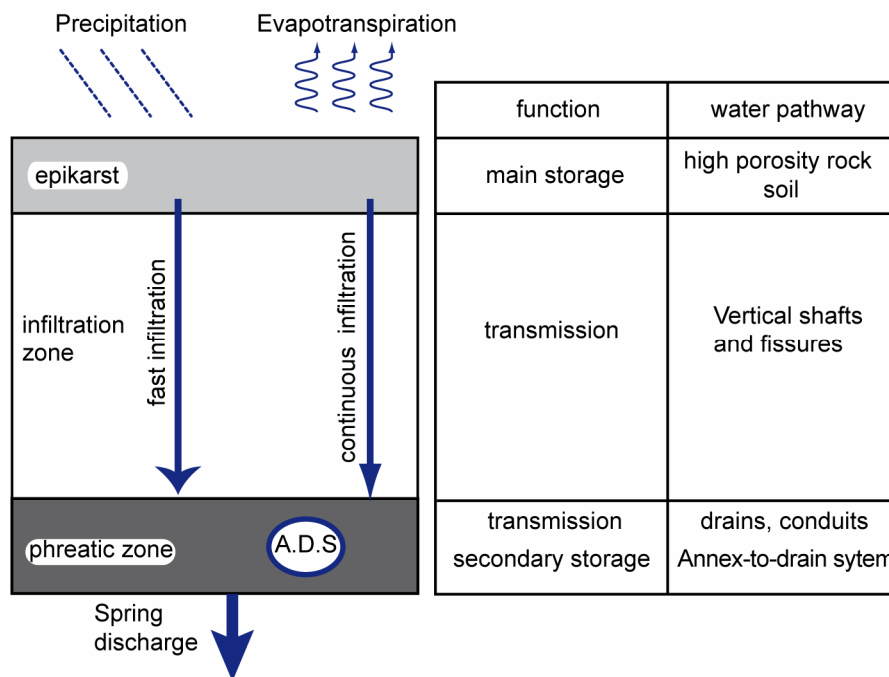 Precipitation
Evapotranspiration
epikarst
infiltration
zone
fast infiltration
continuous infiltration
phreatic zone
A.D.S
Spring
discharge
function
water pathway
main storage
high porosity rock
soil
transmission
Vertical shafts
and fissures
transmission
drains, conduits
secondary storage
Annex-to-drain sytem